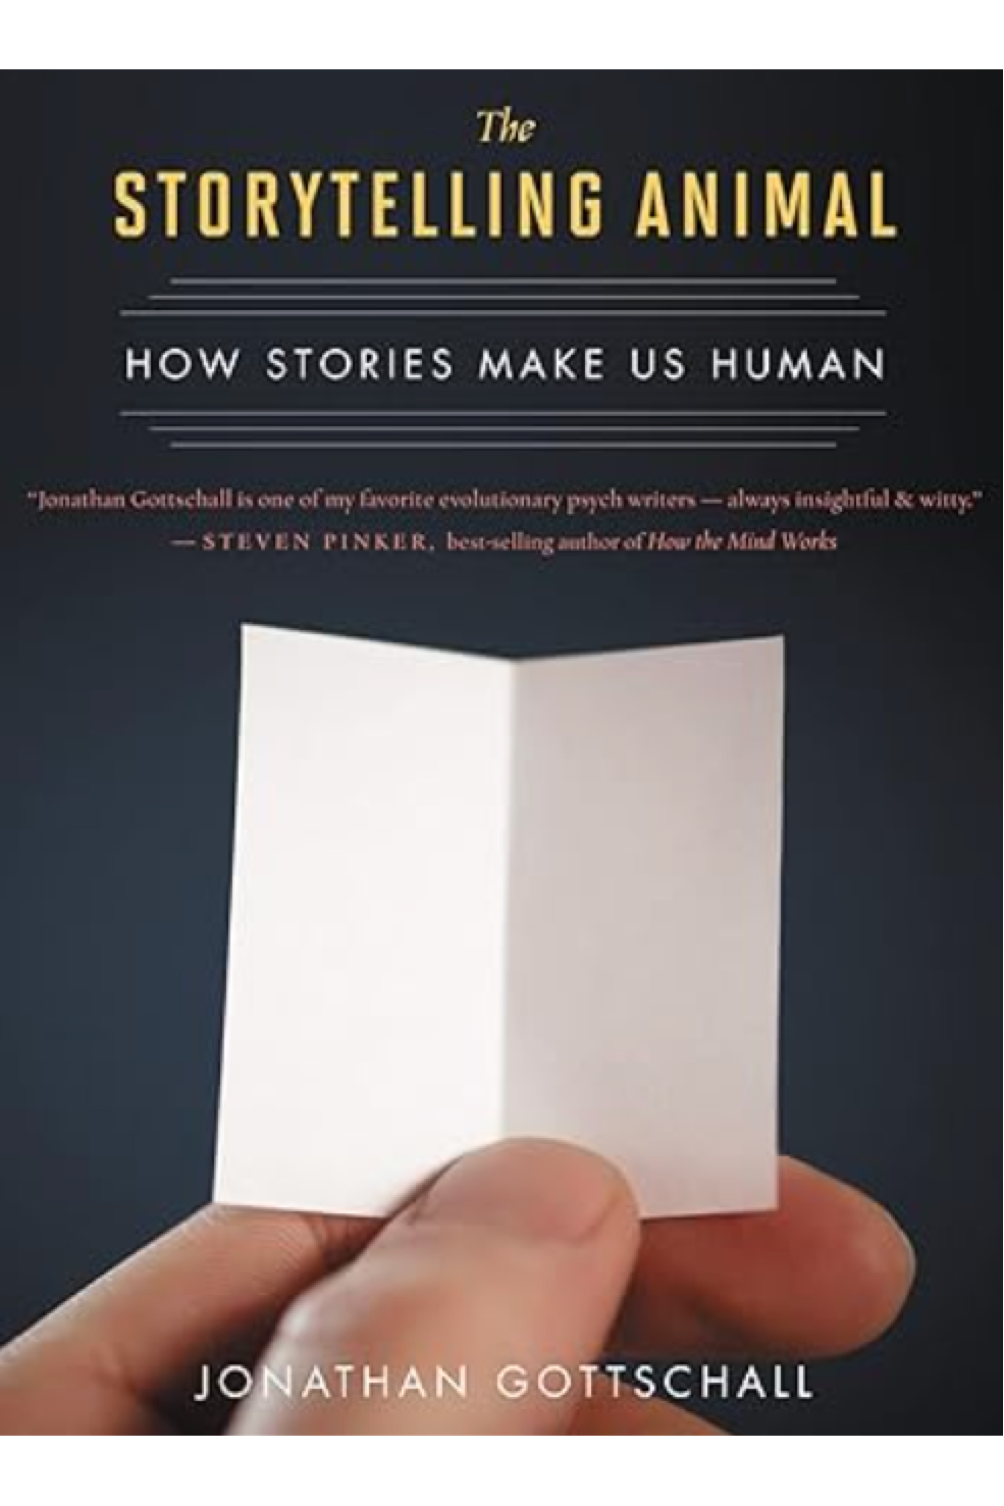 The
STORYTELLING ANIMAL
HOW STORIES MAKE US HUMAN
“Jonathan Gottschall is one of my favorite evolutionary psych writers — always insightful & witty.”
— STEVEN PINKER, best-selling author of How the Mind Works
JONATHAN GOTTSCHALL